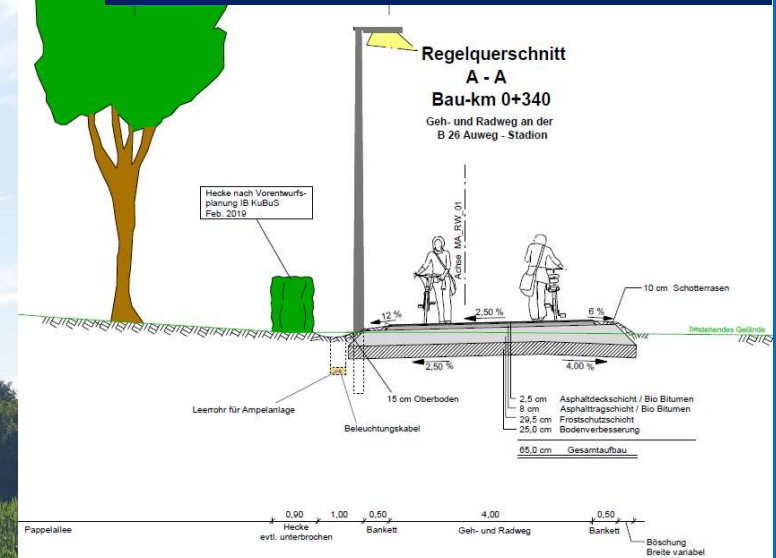 Regelquerschnitt
A - A
Bau-km 0+340
Geh- und Radweg an der
B 26 Auweg - Stadion
Hecke nach Vorentwurfs-
planung IB KuBuS
Feb. 2019
Achse MA_RW_01
10 cm Schotterrasen
12 %
2,50 %
6 %
bestehendes Gelände
2,50 %
4,00 %
15 cm Oberboden
Leerrohr für Ampelanlage
Beleuchtungskabel
2,5 cm Asphaltdeckschicht / Bio Bitumen
8 cm Asphalttragschicht / Bio Bitumen
29,5 cm Frostschutzschicht
25,0 cm Bodenverbesserung
65,0 cm Gesamtaufbau
0,90 1,00 0,50 4,00 0,50
Pappelallee Hecke Bankett Geh- und Radweg Bankett
evtl. unterbrochen
Böschung
Breite variabel